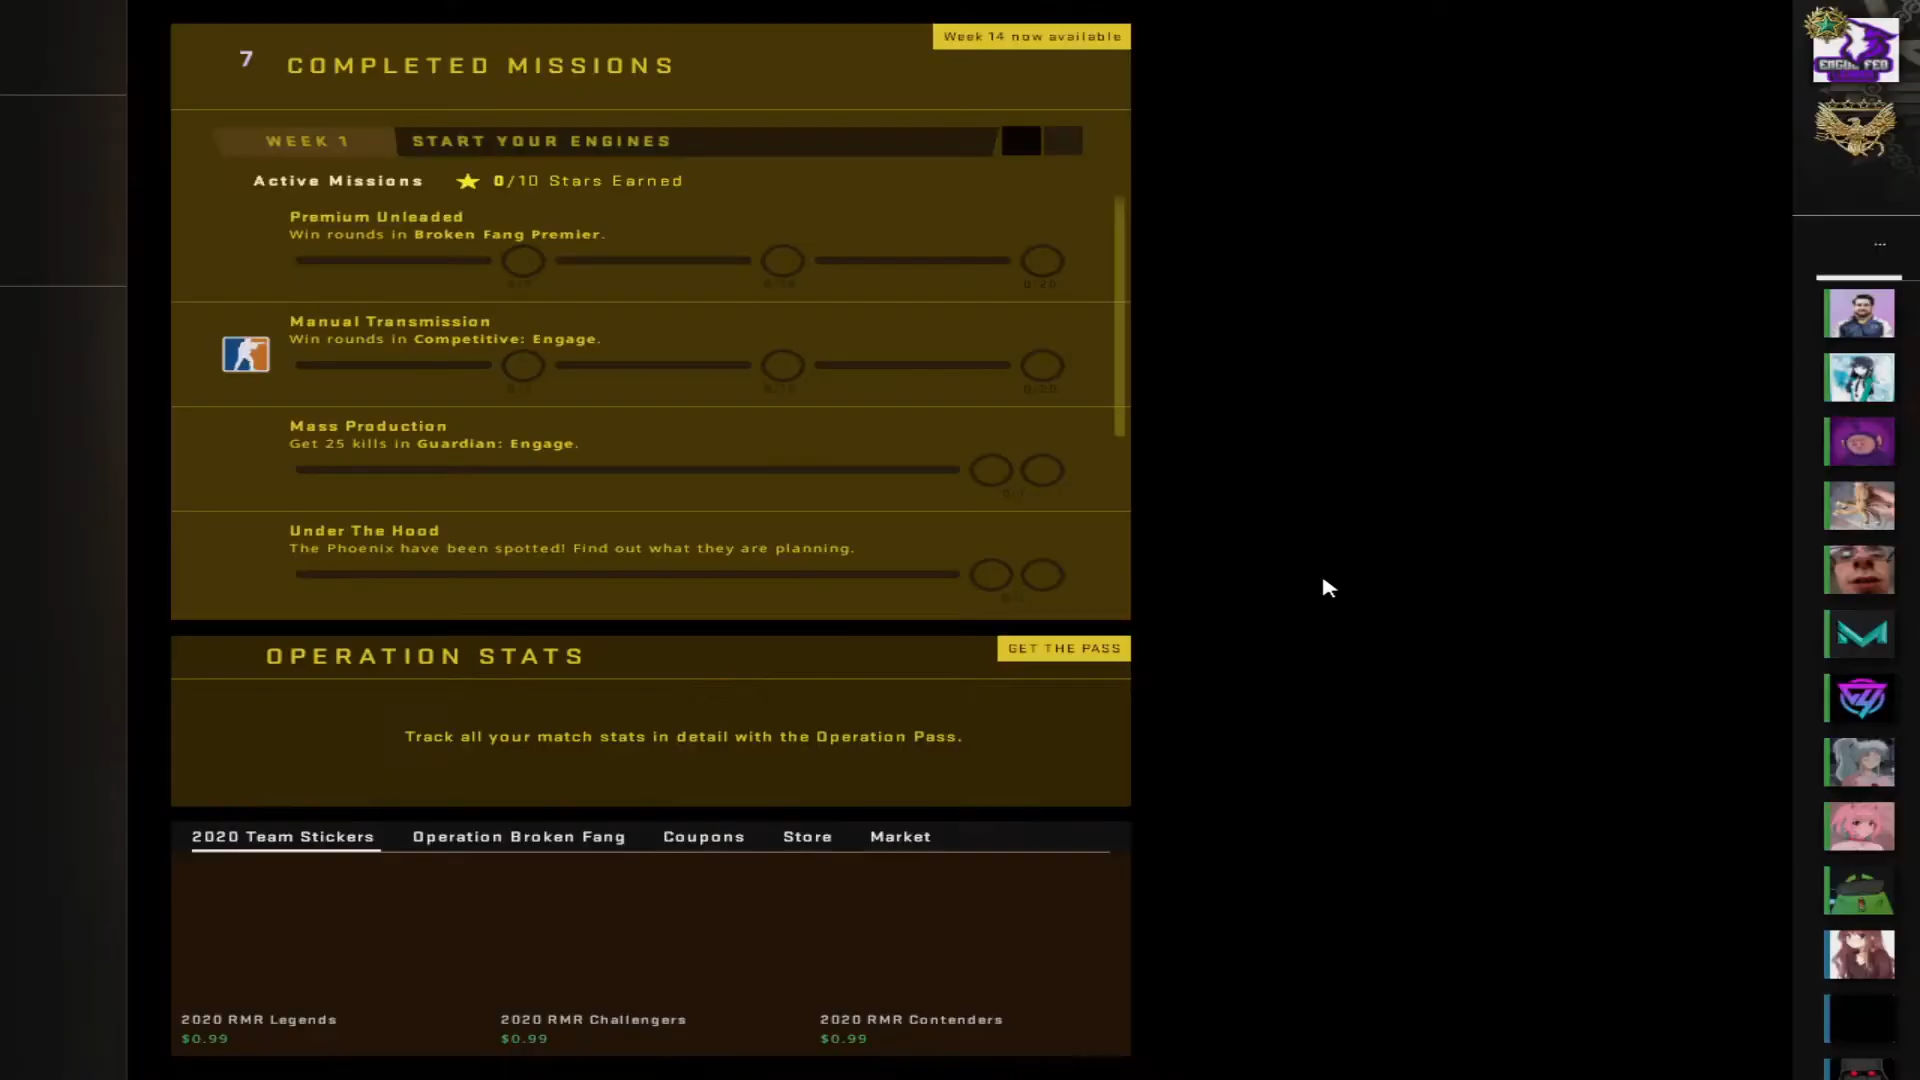 Week 14 now available
7 COMPLETED MISSIONS
WEEK 1 START YOUR ENGINES
Active Missions 0/10 Stars Earned
Premium Unleaded
Win rounds in Broken Fang Premier.
0/20
Manual Transmission
Win rounds in Competitive: Engage.
0/20
Mass Production
Get 25 kills in Guardian: Engage.
Under The Hood
The Phoenix have been spotted! Find out what they are planning.
OPERATION STATS
GET THE PASS
Track all your match stats in detail with the Operation Pass.
2020 Team Stickers Operation Broken Fang Coupons Store Market
2020 RMR Legends 2020 RMR Challengers 2020 RMR Contenders
$0.99 $0.99 $0.99
...